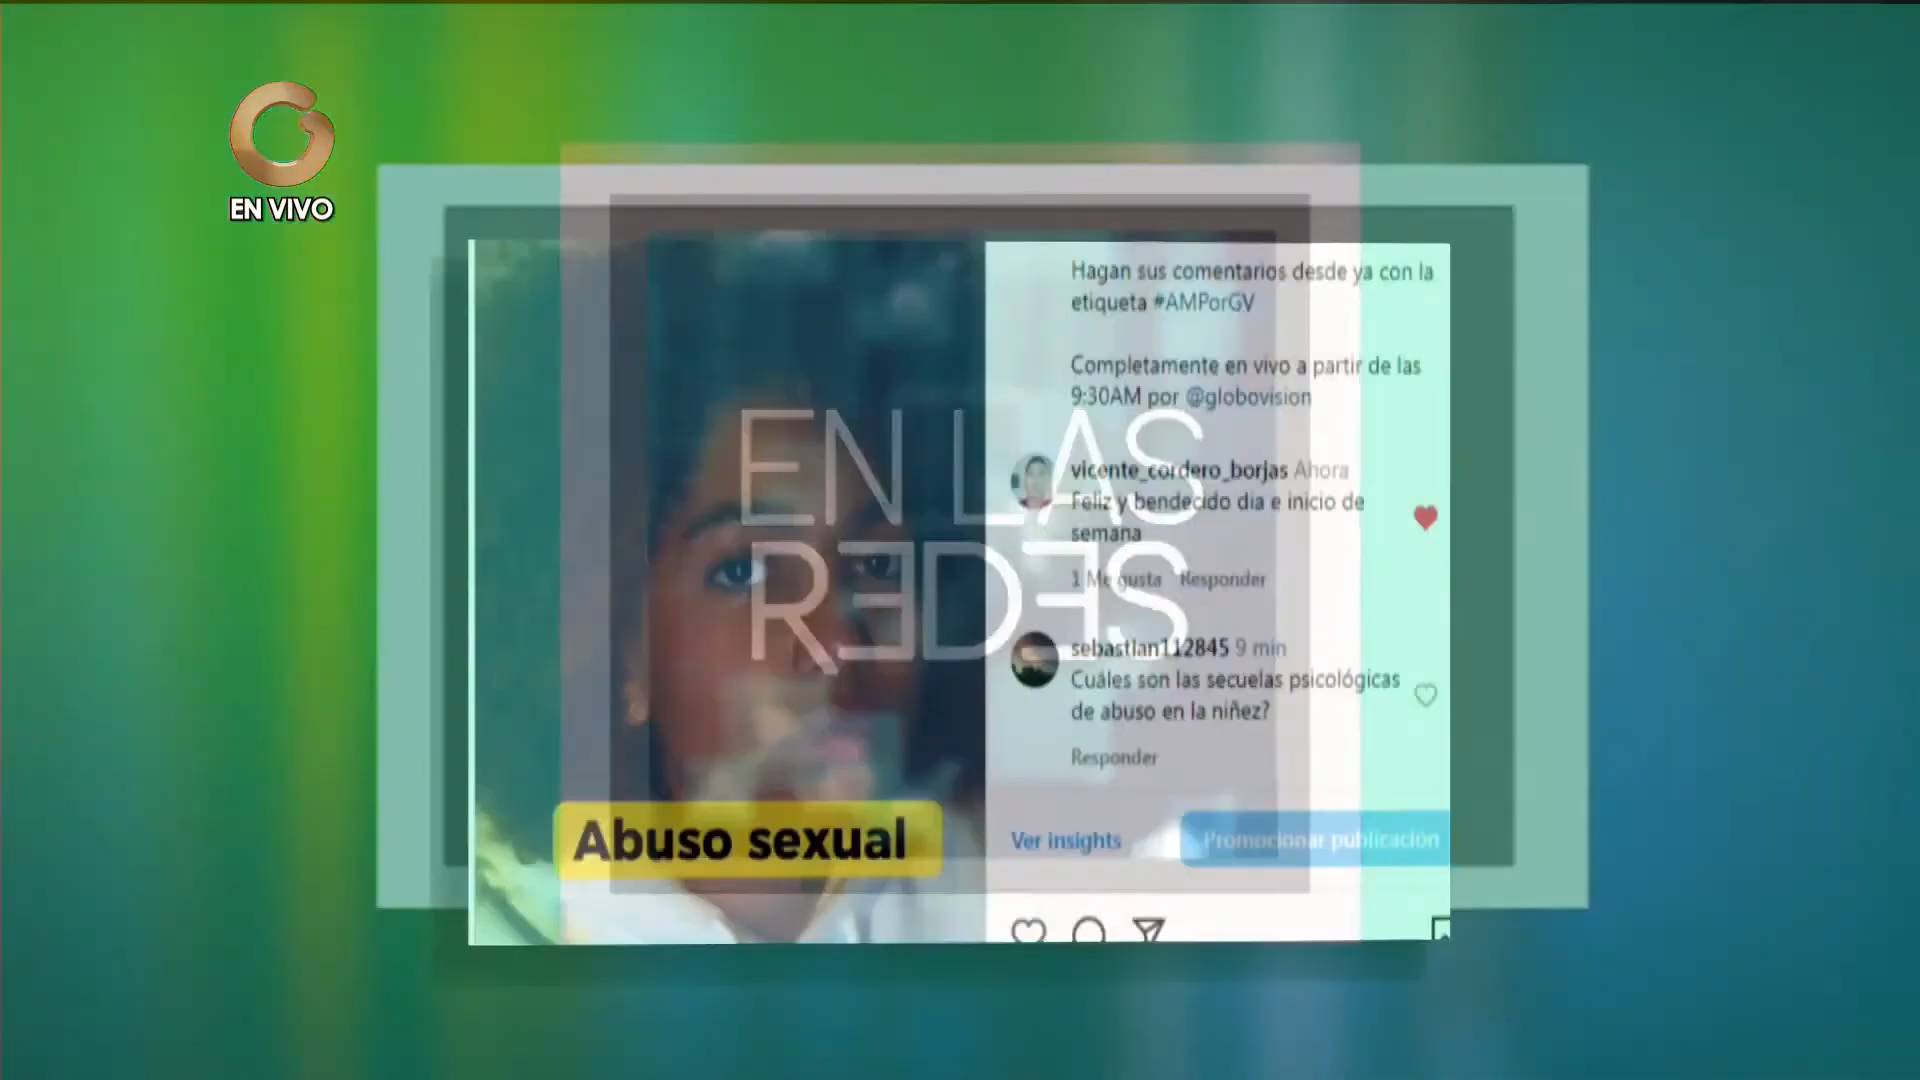 EN VIVO
Hagan sus comentarios desde ya con la
etiqueta #AMPorGV
Completamente en vivo a partir de las
9:30AM por @globovision
EN LAS
REDES
vicente_cordero_borjas Ahora
Feliz y bendecido dia e inicio de
semana
1 Me gusta Responder
sebastian112845 9 min
Cuáles son las secuelas psicológicas
de abuso en la niñez?
Responder
Abuso sexual
Ver insights
Promocionar publicación